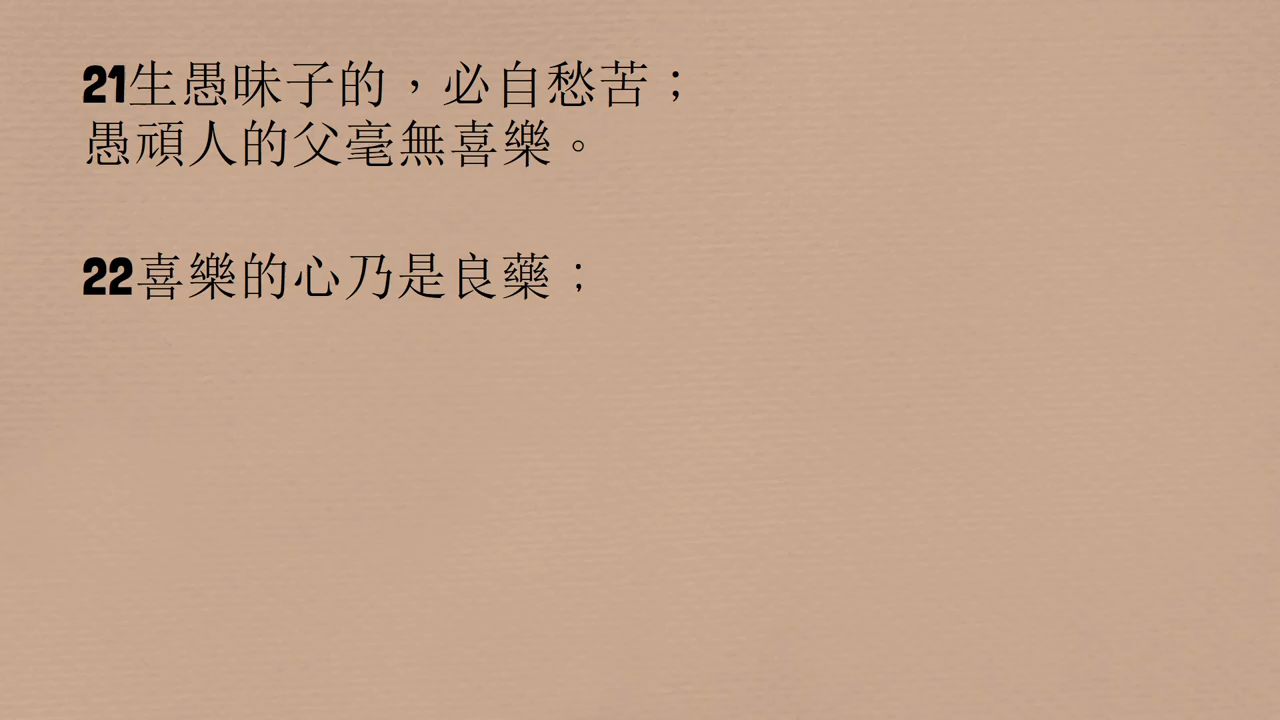 21生愚昧子的，必自愁苦；
愚頑人的父毫無喜樂。
22喜樂的心乃是良藥；